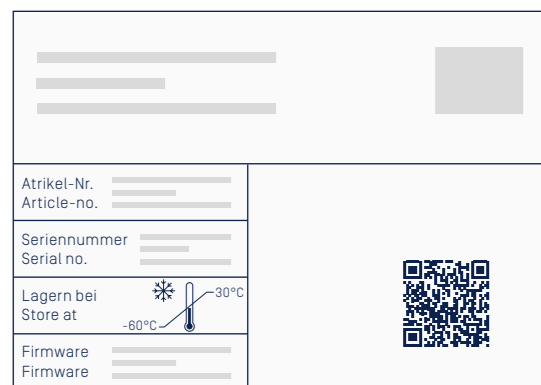 Atrikel-Nr.
Article-no.
Seriennummer
Serial no.
Lagern bei
Store at
30°C
-60°C
Firmware
Firmware